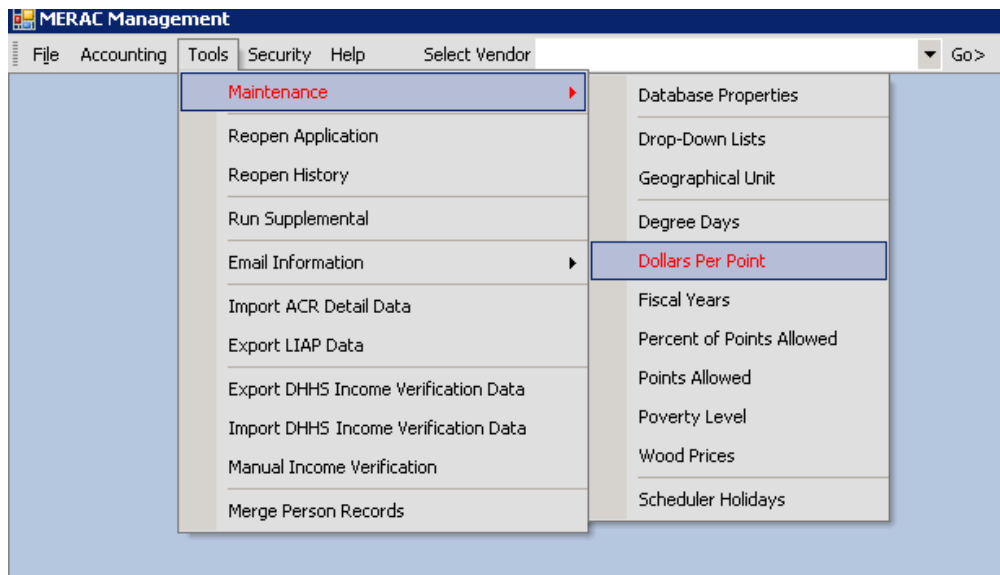 MERAC Management
File Accounting Tools Security Help Select Vendor Go>
Maintenance
Reopen Application
Reopen History
Run Supplemental
Email Information
Import ACR Detail Data
Export LIAP Data
Export DHHS Income Verification Data
Import DHHS Income Verification Data
Manual Income Verification
Merge Person Records
Database Properties
Drop-Down Lists
Geographical Unit
Degree Days
Dollars Per Point
Fiscal Years
Percent of Points Allowed
Points Allowed
Poverty Level
Wood Prices
Scheduler Holidays